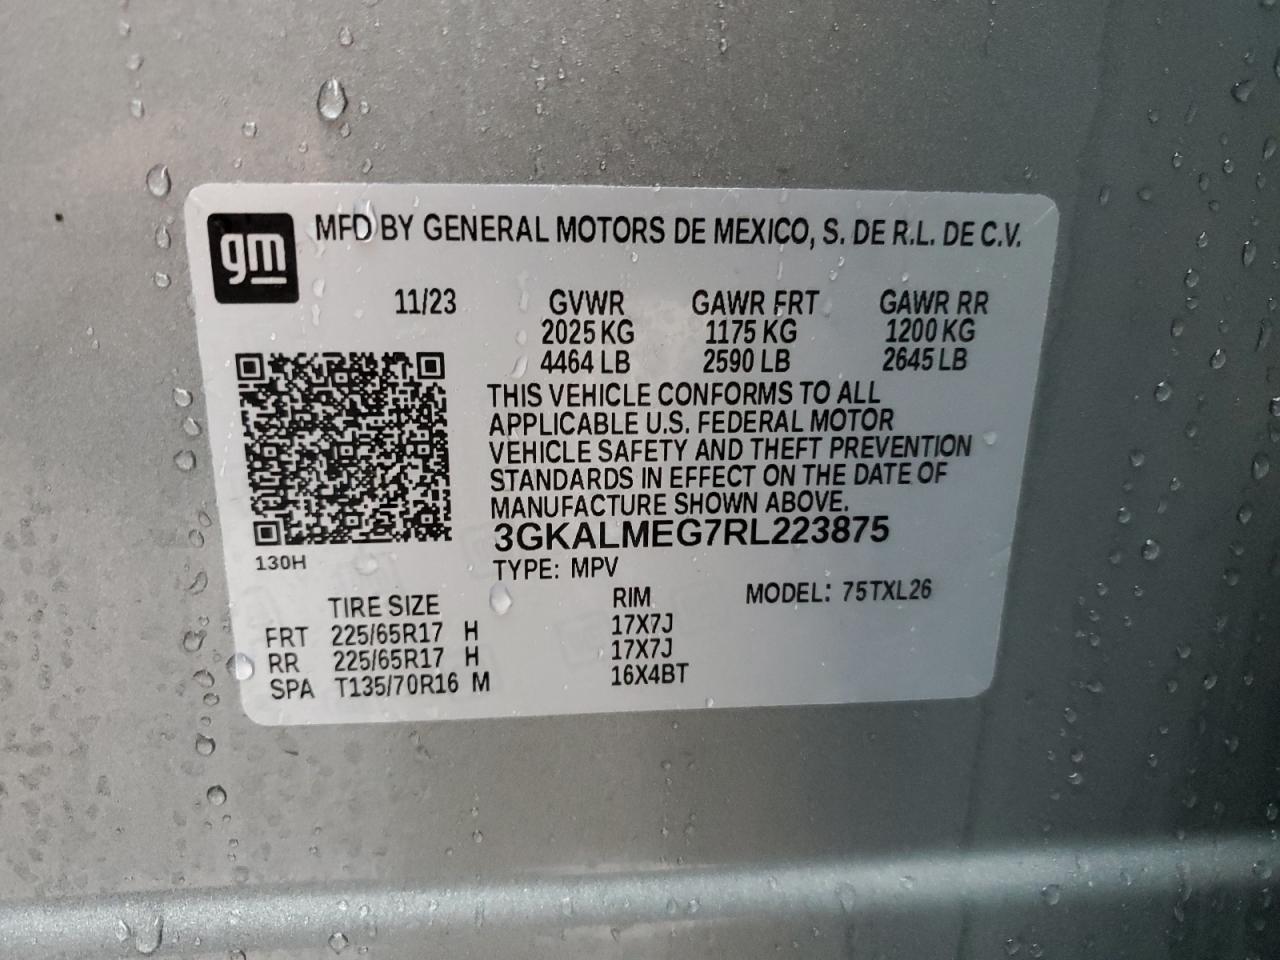 gm
MFD BY GENERAL MOTORS DE MEXICO, S. DE R.L. DE C.V.
11/23 GVWR GAWR FRT GAWR RR
2025 KG 1175 KG 1200 KG
4464 LB 2590 LB 2645 LB
THIS VEHICLE CONFORMS TO ALL
APPLICABLE U.S. FEDERAL MOTOR
VEHICLE SAFETY AND THEFT PREVENTION
STANDARDS IN EFFECT ON THE DATE OF
MANUFACTURE SHOWN ABOVE.
3GKALMEG7RL223875
130H
TYPE: MPV
TIRE SIZE RIM MODEL: 75TXL26
FRT 225/65R17 H 17X7J
RR 225/65R17 H 17X7J
SPA T135/70R16 M 16X4BT